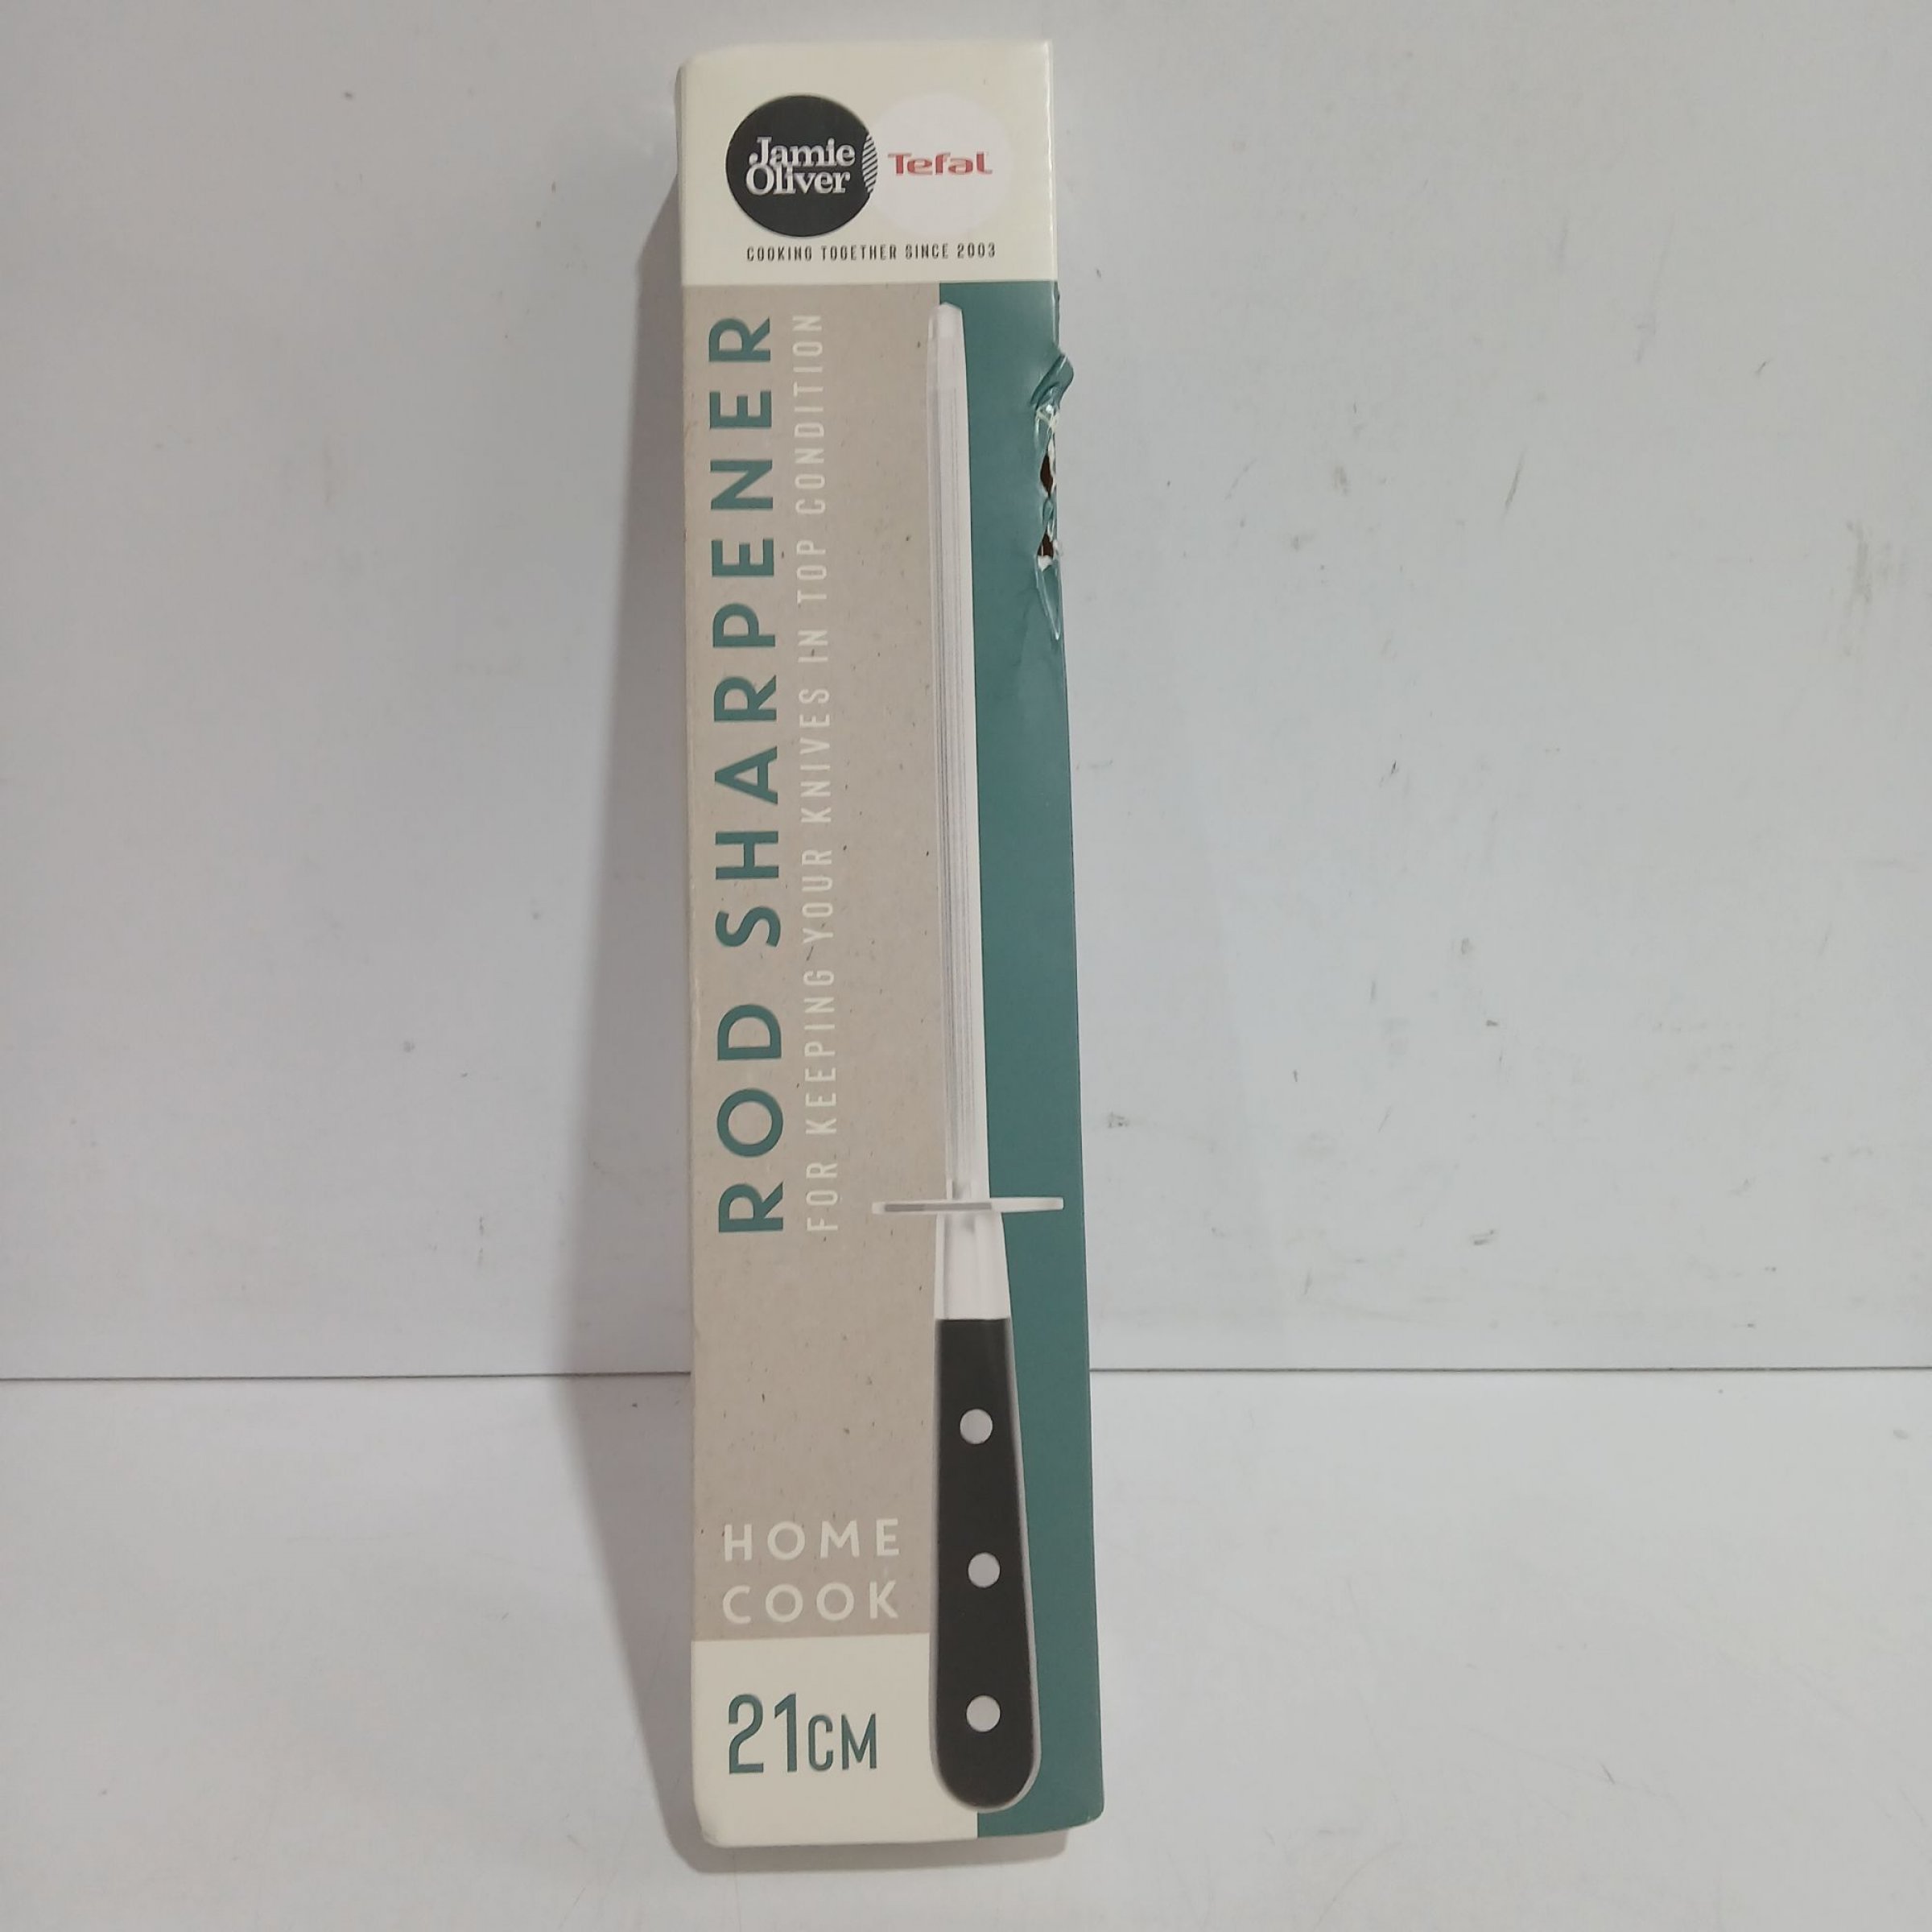 Jamie
Oliver
Tefal
COOKING TOGETHER SINCE 2003
ROD SHARPENER
FOR KEEPING YOUR KNIVES IN TOP CONDITION
HOME
COOK
21CM